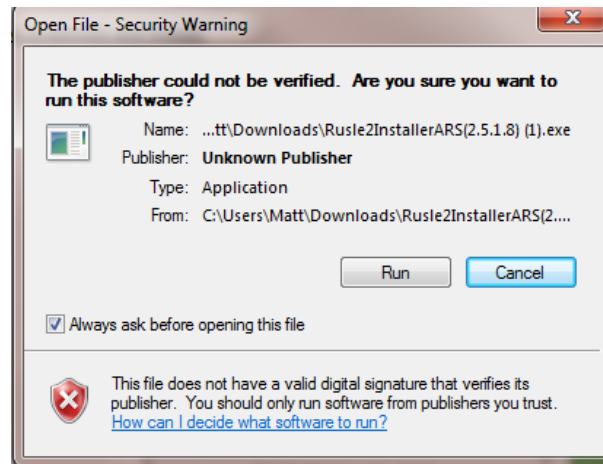 Open File - Security Warning
The publisher could not be verified. Are you sure you want to
run this software?
Name: ...tt\Downloads\Rusle2InstallerARS(2.5.1.8) (1).exe
Publisher: Unknown Publisher
Type: Application
From: C:\Users\Matt\Downloads\Rusle2InstallerARS(2....
Run Cancel
Always ask before opening this file
This file does not have a valid digital signature that verifies its
publisher. You should only run software from publishers you trust.
How can I decide what software to run?